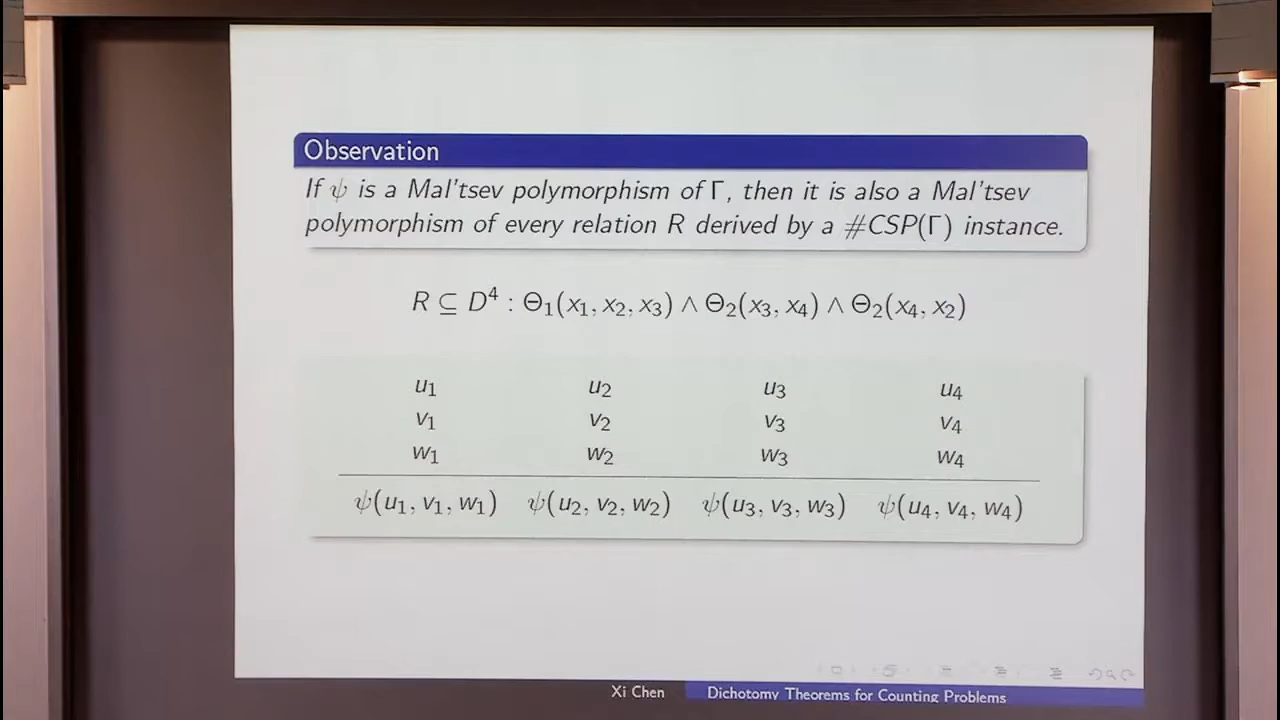 Observation
If ψ is a Mal'tsev polymorphism of Γ, then it is also a Mal'tsev
polymorphism of every relation R derived by a #CSP(Γ) instance.
R ⊆ D⁴ : Θ₁(x₁, x₂, x₃) ∧ Θ₂(x₃, x₄) ∧ Θ₂(x₄, x₂)
u₁ u₂ u₃ u₄
v₁ v₂ v₃ v₄
w₁ w₂ w₃ w₄
ψ(u₁, v₁, w₁) ψ(u₂, v₂, w₂) ψ(u₃, v₃, w₃) ψ(u₄, v₄, w₄)
Xi Chen Dichotomy Theorems for Counting Problems